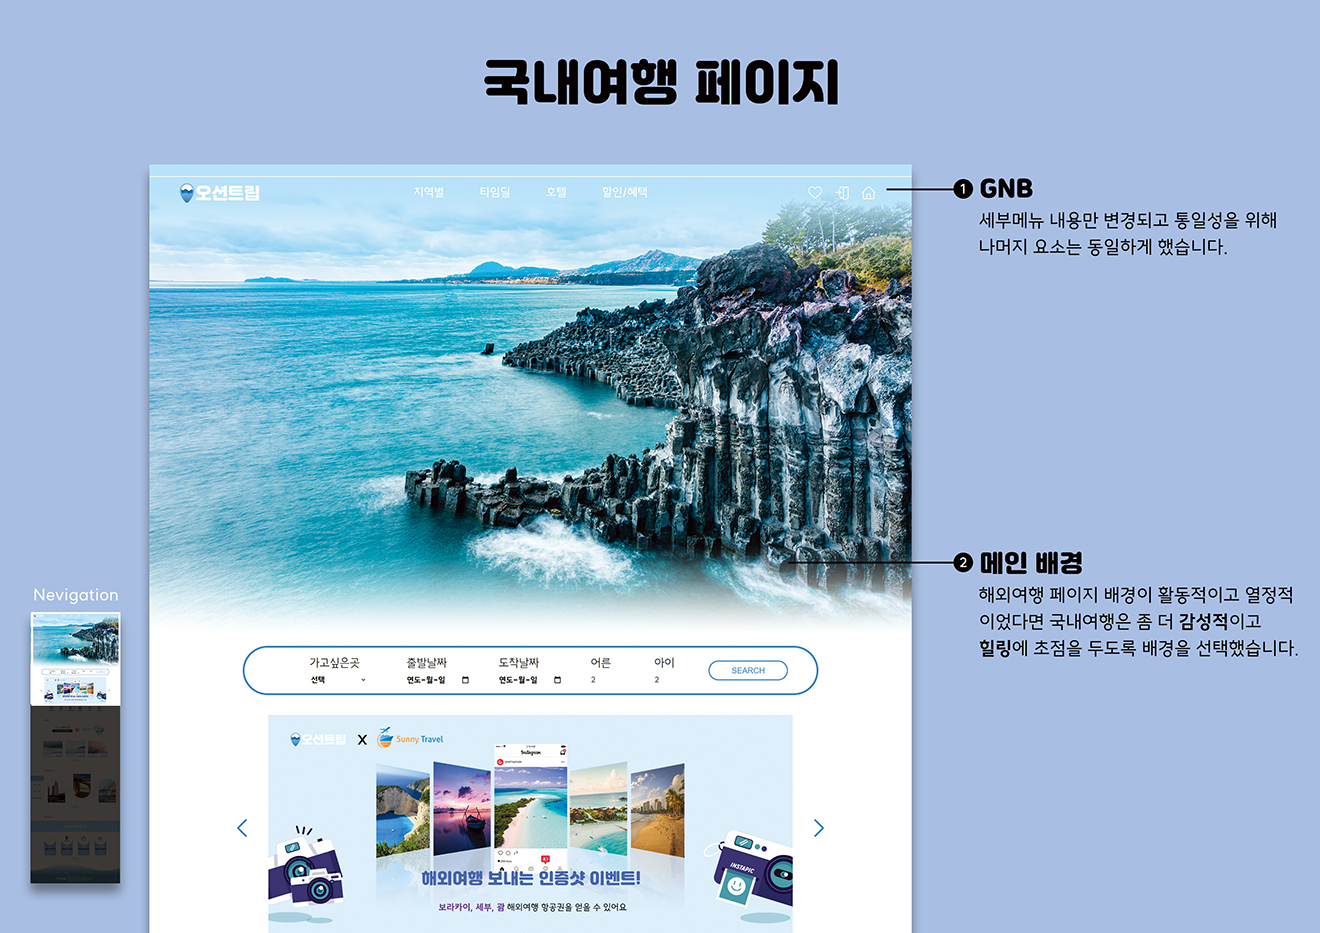 국내여행 페이지
오션트립
지역별 타임딜 호텔 할인/혜택
1 GNB
세부메뉴 내용만 변경되고 통일성을 위해
나머지 요소는 동일하게 했습니다.
2 메인 배경
해외여행 페이지 배경이 활동적이고 열정적
이었다면 국내여행은 좀 더 감성적이고
힐링에 초점을 두도록 배경을 선택했습니다.
Nevigation
가고싶은곳 출발날짜 도착날짜 어른 아이
선택 연도-월-일 연도-월-일 2 2
SEARCH
오션트립 X Sunny Travel
Instagram
INSTAPIC
해외여행 보내는 인증샷 이벤트!
보라카이, 세부, 괌 해외여행 항공권을 얻을 수 있어요